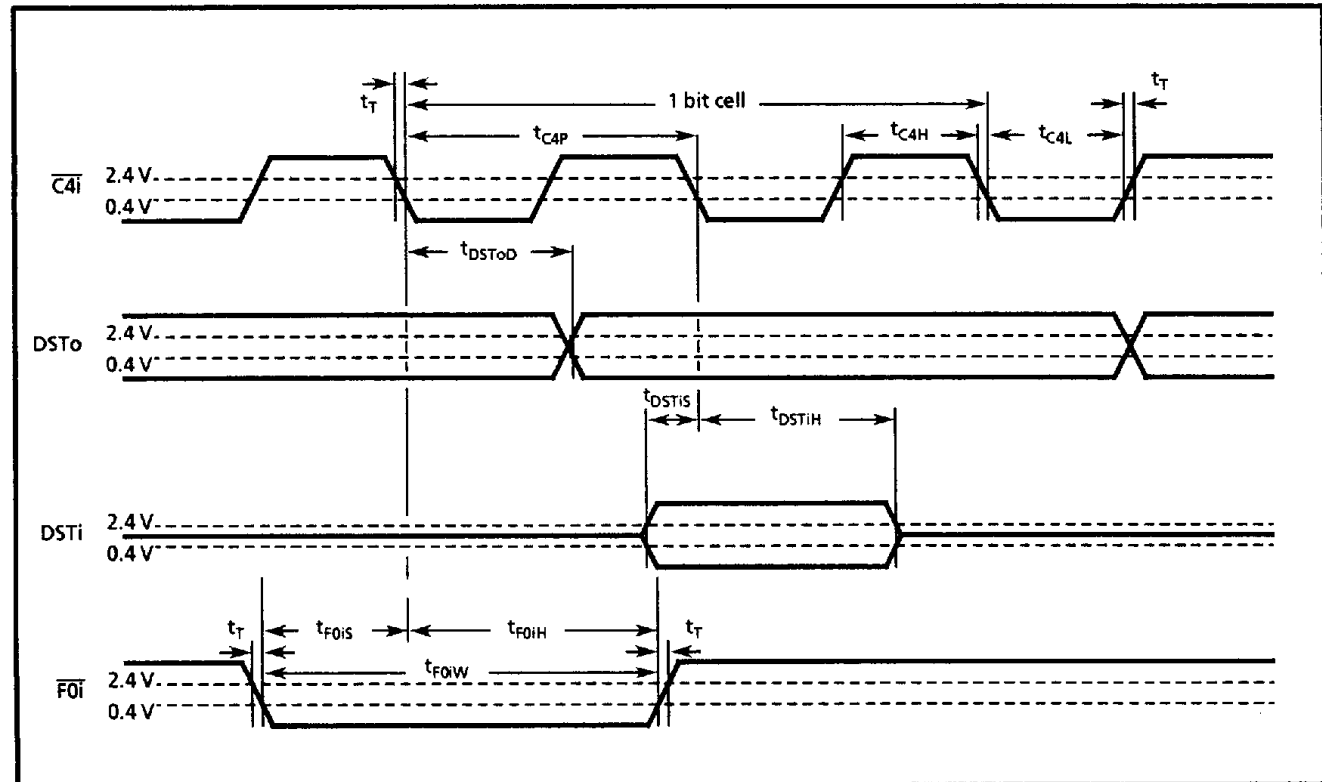 tT 1 bit cell tT
tC4P tC4H tC4L
C4i 2.4 V
0.4 V
tDSToD
DSTo 2.4 V
0.4 V
tDSTiS tDSTiH
DSTi 2.4 V
0.4 V
tT tF0iS tF0iH tT
tF0iW
F0i 2.4 V
0.4 V